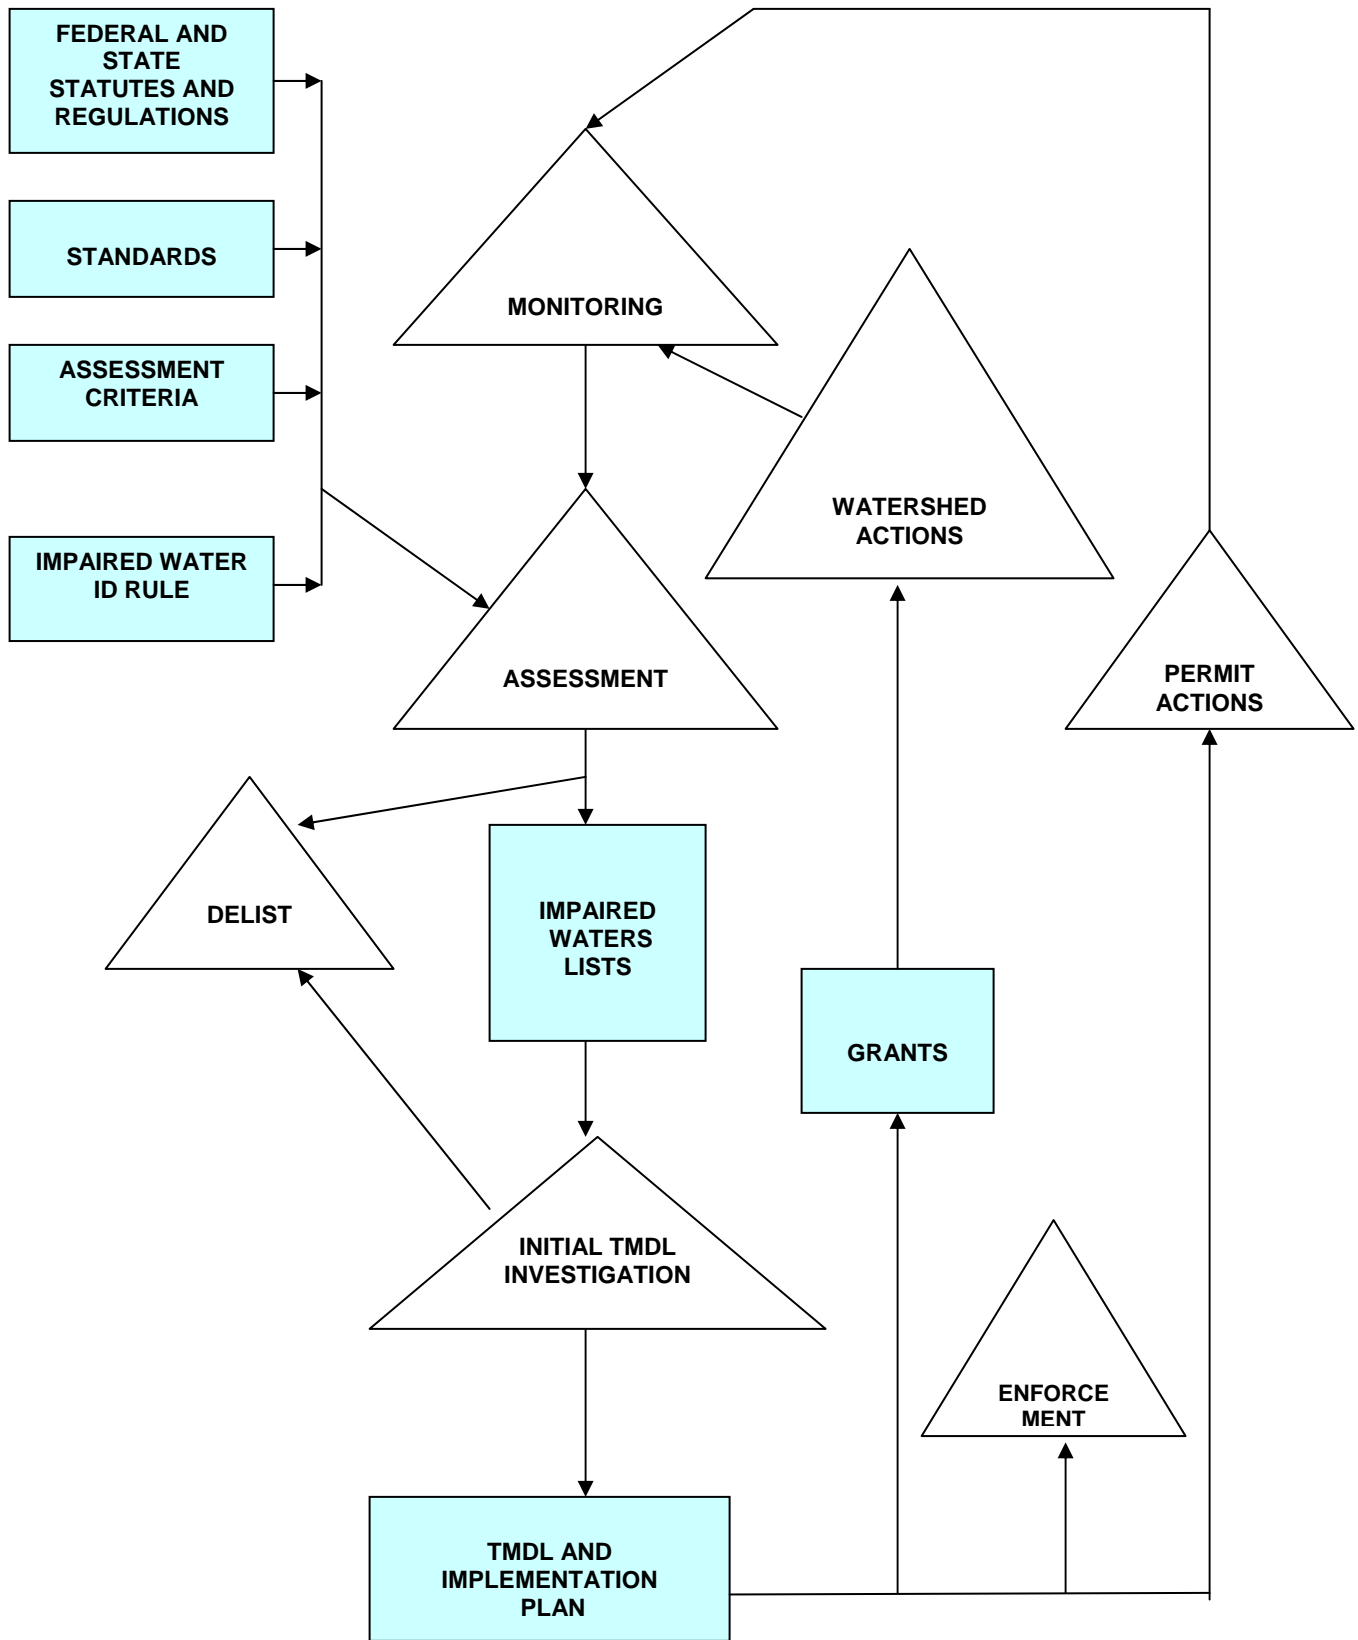 FEDERAL AND
STATE
STATUTES AND
REGULATIONS
STANDARDS
ASSESSMENT
CRITERIA
IMPAIRED WATER
ID RULE
MONITORING
WATERSHED
ACTIONS
ASSESSMENT
PERMIT
ACTIONS
DELIST
IMPAIRED
WATERS
LISTS
GRANTS
INITIAL TMDL
INVESTIGATION
ENFORCE
MENT
TMDL AND
IMPLEMENTATION
PLAN